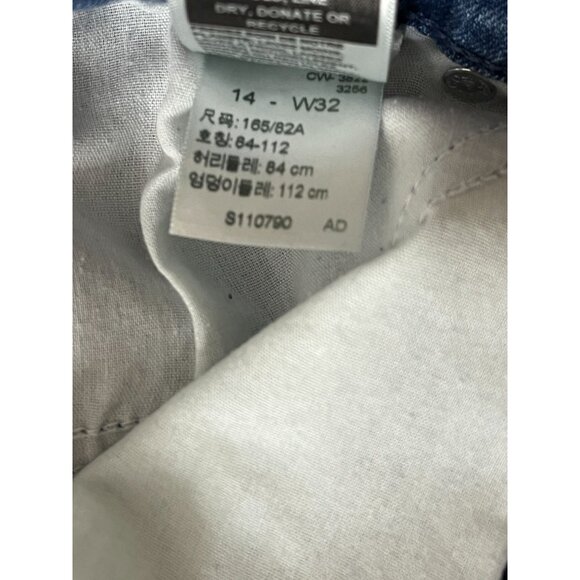 DRY, DONATE OR
RECYCLE
3256
14 - W32
尺码: 165/82A
호칭: 84-112
허리둘레: 84 cm
엉덩이둘레: 112 cm
S110790 AD